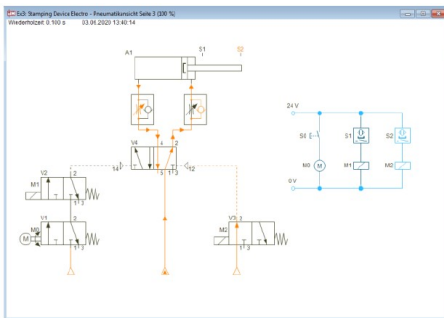 Ex3: Stamping Device Electro - Pneumatikansicht Seite 3 (100 %)
Wiederholzeit 0.100 s 03.06.2020 13:40:14
A1 S1 S2
V4 4 2
14 5 1 3 12
V2 2
M1
1 3
V1 2
M0
M
1 3
V3 2
M2
1 3
24 V
S0 S1 S2
M0 M M1 M2
0 V